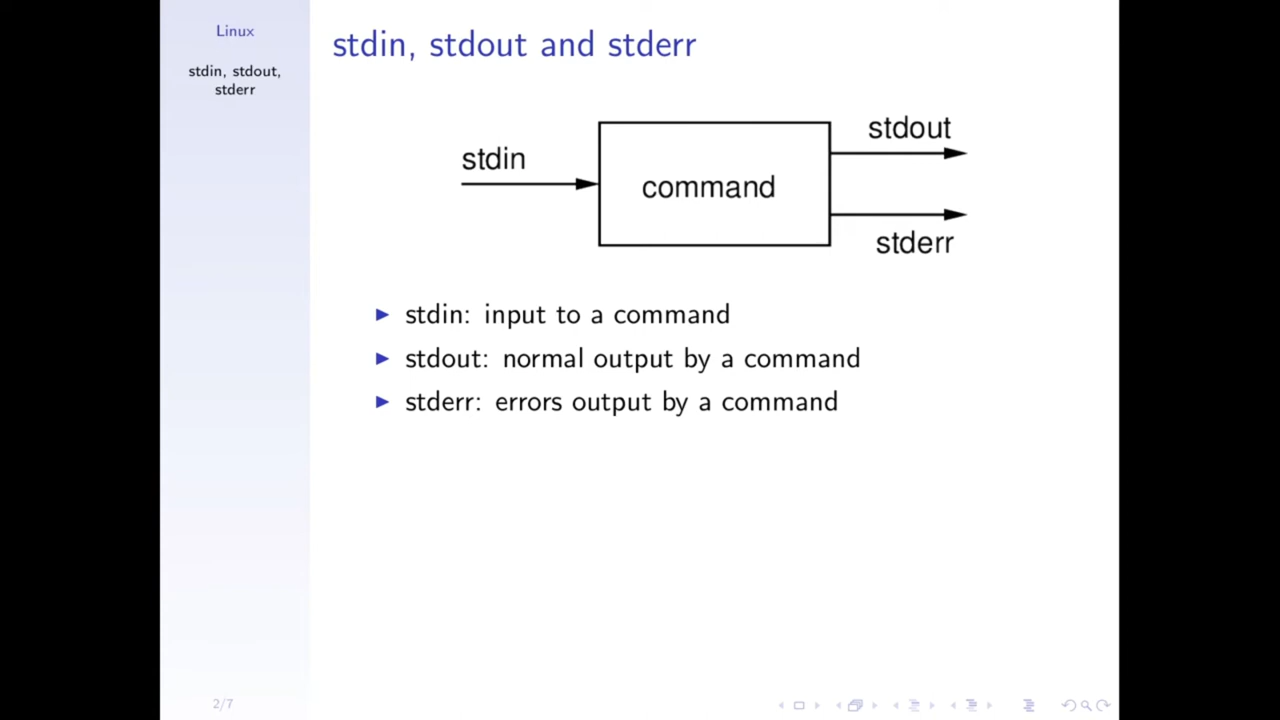 Linux
stdin, stdout,
stderr
stdin, stdout and stderr
stdin
command
stdout
stderr
stdin: input to a command
stdout: normal output by a command
stderr: errors output by a command
2/7